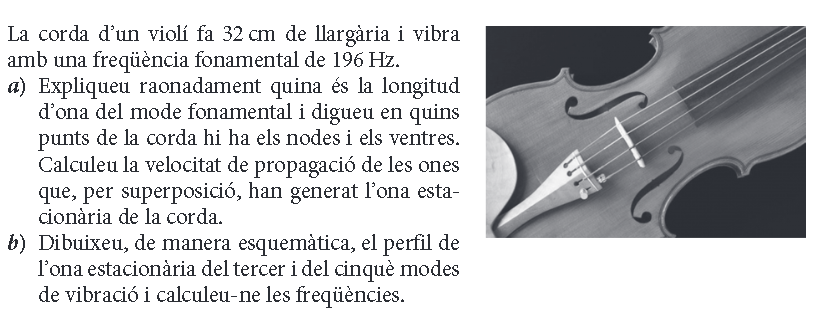 La corda d’un violí fa 32 cm de llargària i vibra
amb una freqüència fonamental de 196 Hz.
a) Expliqueu raonadament quina és la longitud
d’ona del mode fonamental i digueu en quins
punts de la corda hi ha els nodes i els ventres.
Calculeu la velocitat de propagació de les ones
que, per superposició, han generat l’ona esta-
cionària de la corda.
b) Dibuixeu, de manera esquemàtica, el perfil de
l’ona estacionària del tercer i del cinquè modes
de vibració i calculeu-ne les freqüències.